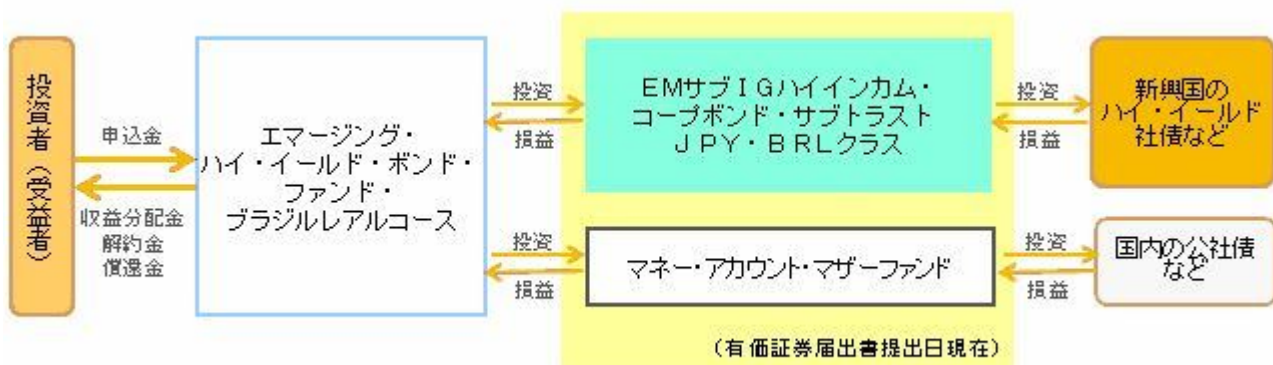 投資者（受益者）
申込金
収益分配金
解約金
償還金
エマージング・
ハイ・イールド・ボンド・
ファンド・
ブラジルレアルコース
投資
損益
EMサブIGハイインカム・
コープボンド・サブトラスト
JPY・BRLクラス
投資
損益
新興国の
ハイ・イールド
社債など
投資
損益
マネー・アカウント・マザーファンド
投資
損益
国内の公社債
など
（有価証券届出書提出日現在）